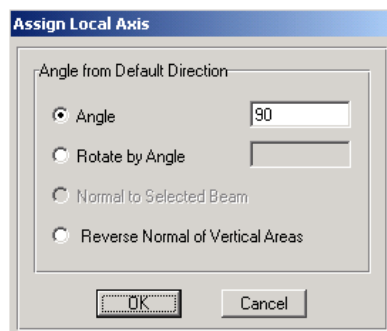 Assign Local Axis
Angle from Default Direction
Angle 90
Rotate by Angle
Normal to Selected Beam
Reverse Normal of Vertical Areas
OK Cancel